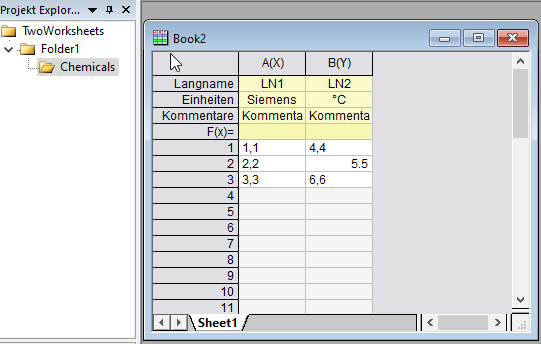 Projekt Explor...
TwoWorksheets
Folder1
Chemicals
Book2
A(X) B(Y)
Langname LN1 LN2
Einheiten Siemens °C
Kommentare Kommenta Kommenta
F(x)=
1 1,1 4,4
2 2,2 5.5
3 3,3 6,6
4
5
6
7
8
9
10
11
Sheet1